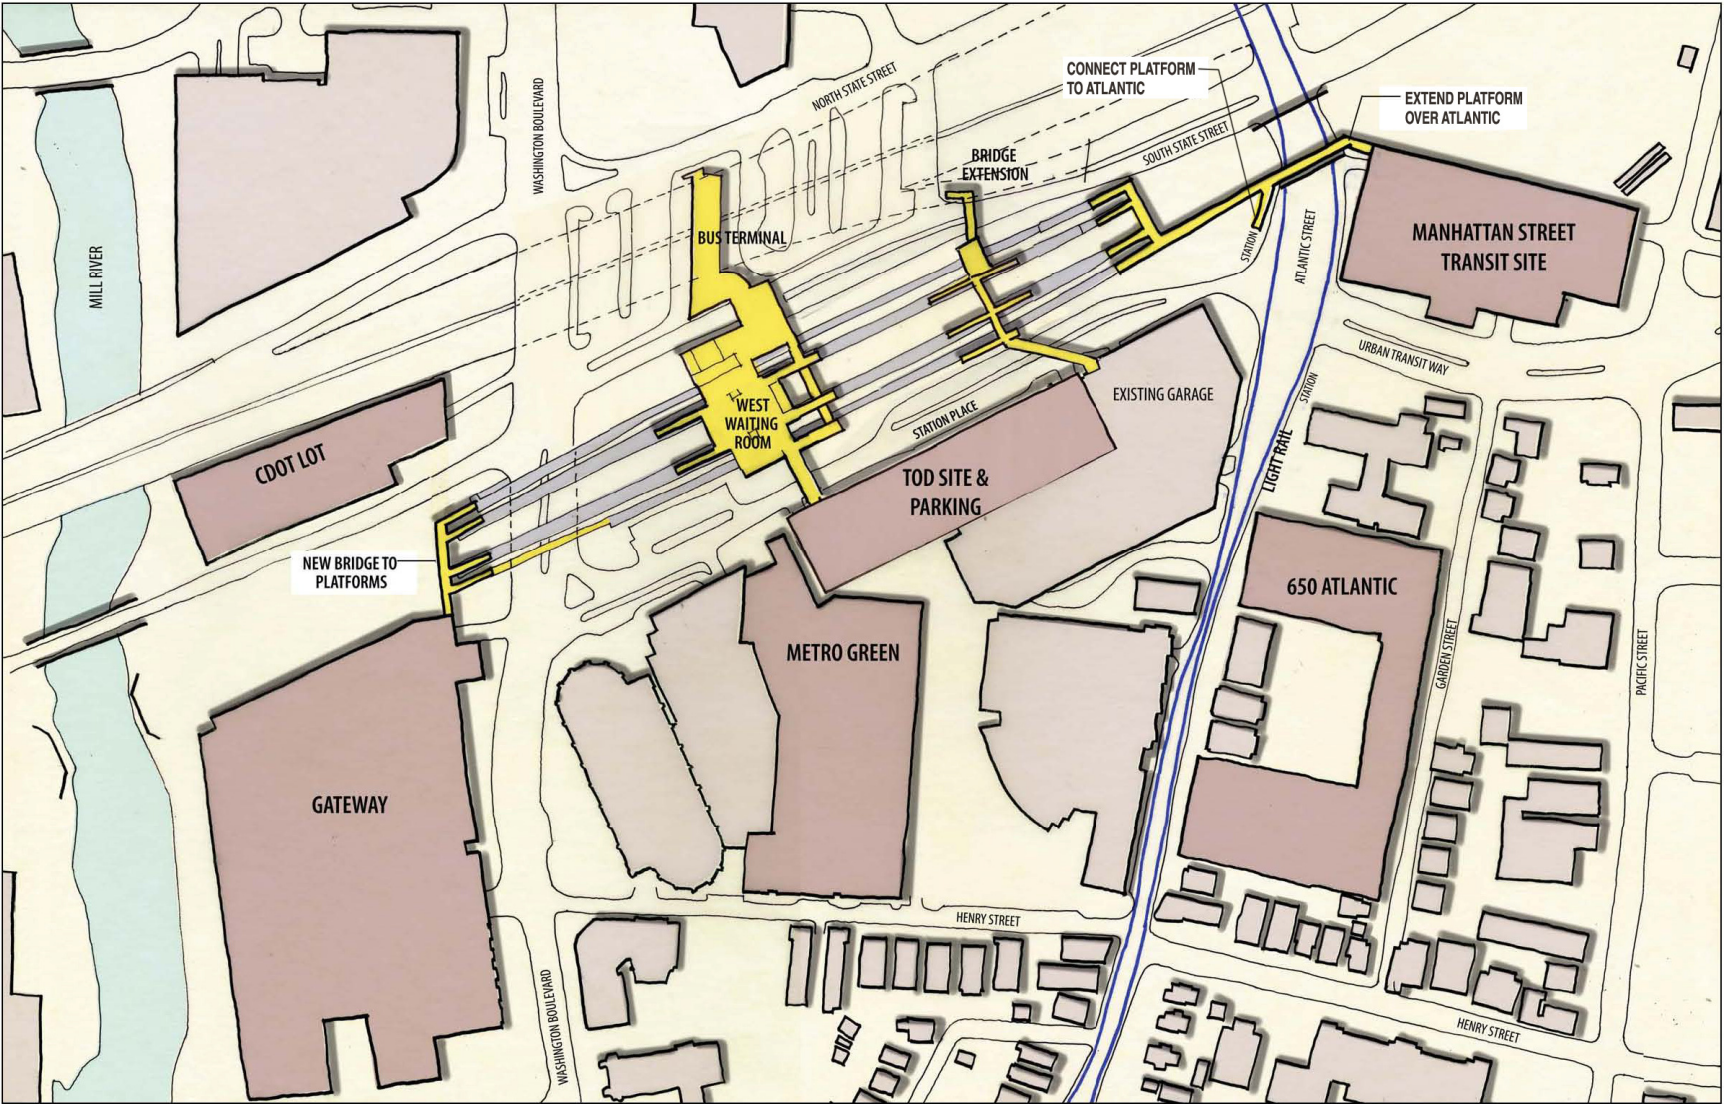 CONNECT PLATFORM
TO ATLANTIC
EXTEND PLATFORM
OVER ATLANTIC
NORTH STATE STREET
WASHINGTON BOULEVARD
SOUTH STATE STREET
BRIDGE
EXTENSION
BUS TERMINAL
MILL RIVER
STATION
ATLANTIC STREET
MANHATTAN STREET
TRANSIT SITE
URBAN TRANSIT WAY
STATION
EXISTING GARAGE
WEST
WAITING
ROOM
STATION PLACE
CDOT LOT
TOD SITE &
PARKING
LIGHT RAIL
NEW BRIDGE TO
PLATFORMS
650 ATLANTIC
METRO GREEN
GARDEN STREET
PACIFIC STREET
GATEWAY
HENRY STREET
WASHINGTON BOULEVARD
HENRY STREET